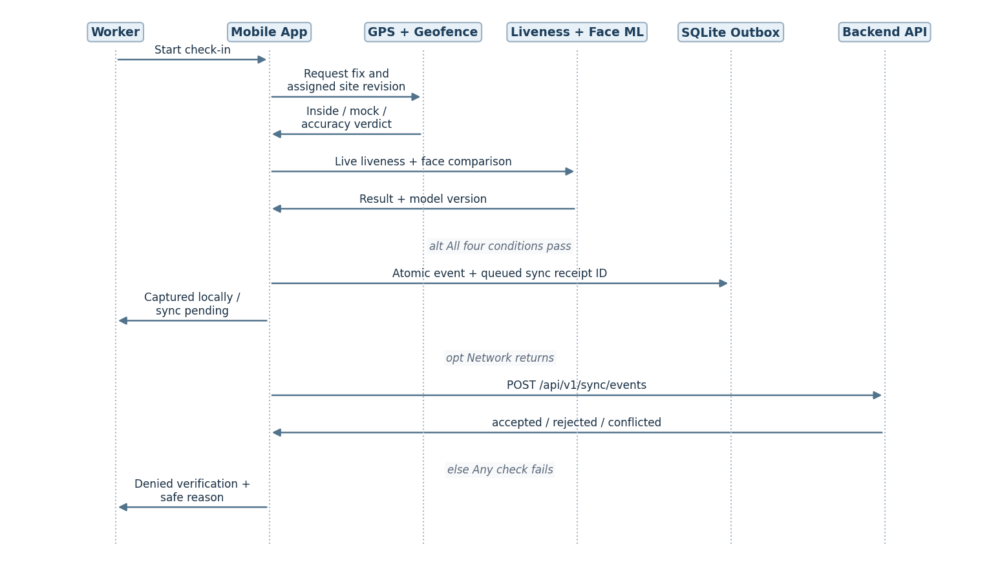 Worker
Mobile App
GPS + Geofence
Liveness + Face ML
SQLite Outbox
Backend API
Start check-in
Request fix and
assigned site revision
Inside / mock /
accuracy verdict
Live liveness + face comparison
Result + model version
alt All four conditions pass
Atomic event + queued sync receipt ID
Captured locally /
sync pending
opt Network returns
POST /api/v1/sync/events
accepted / rejected / conflicted
else Any check fails
Denied verification +
safe reason